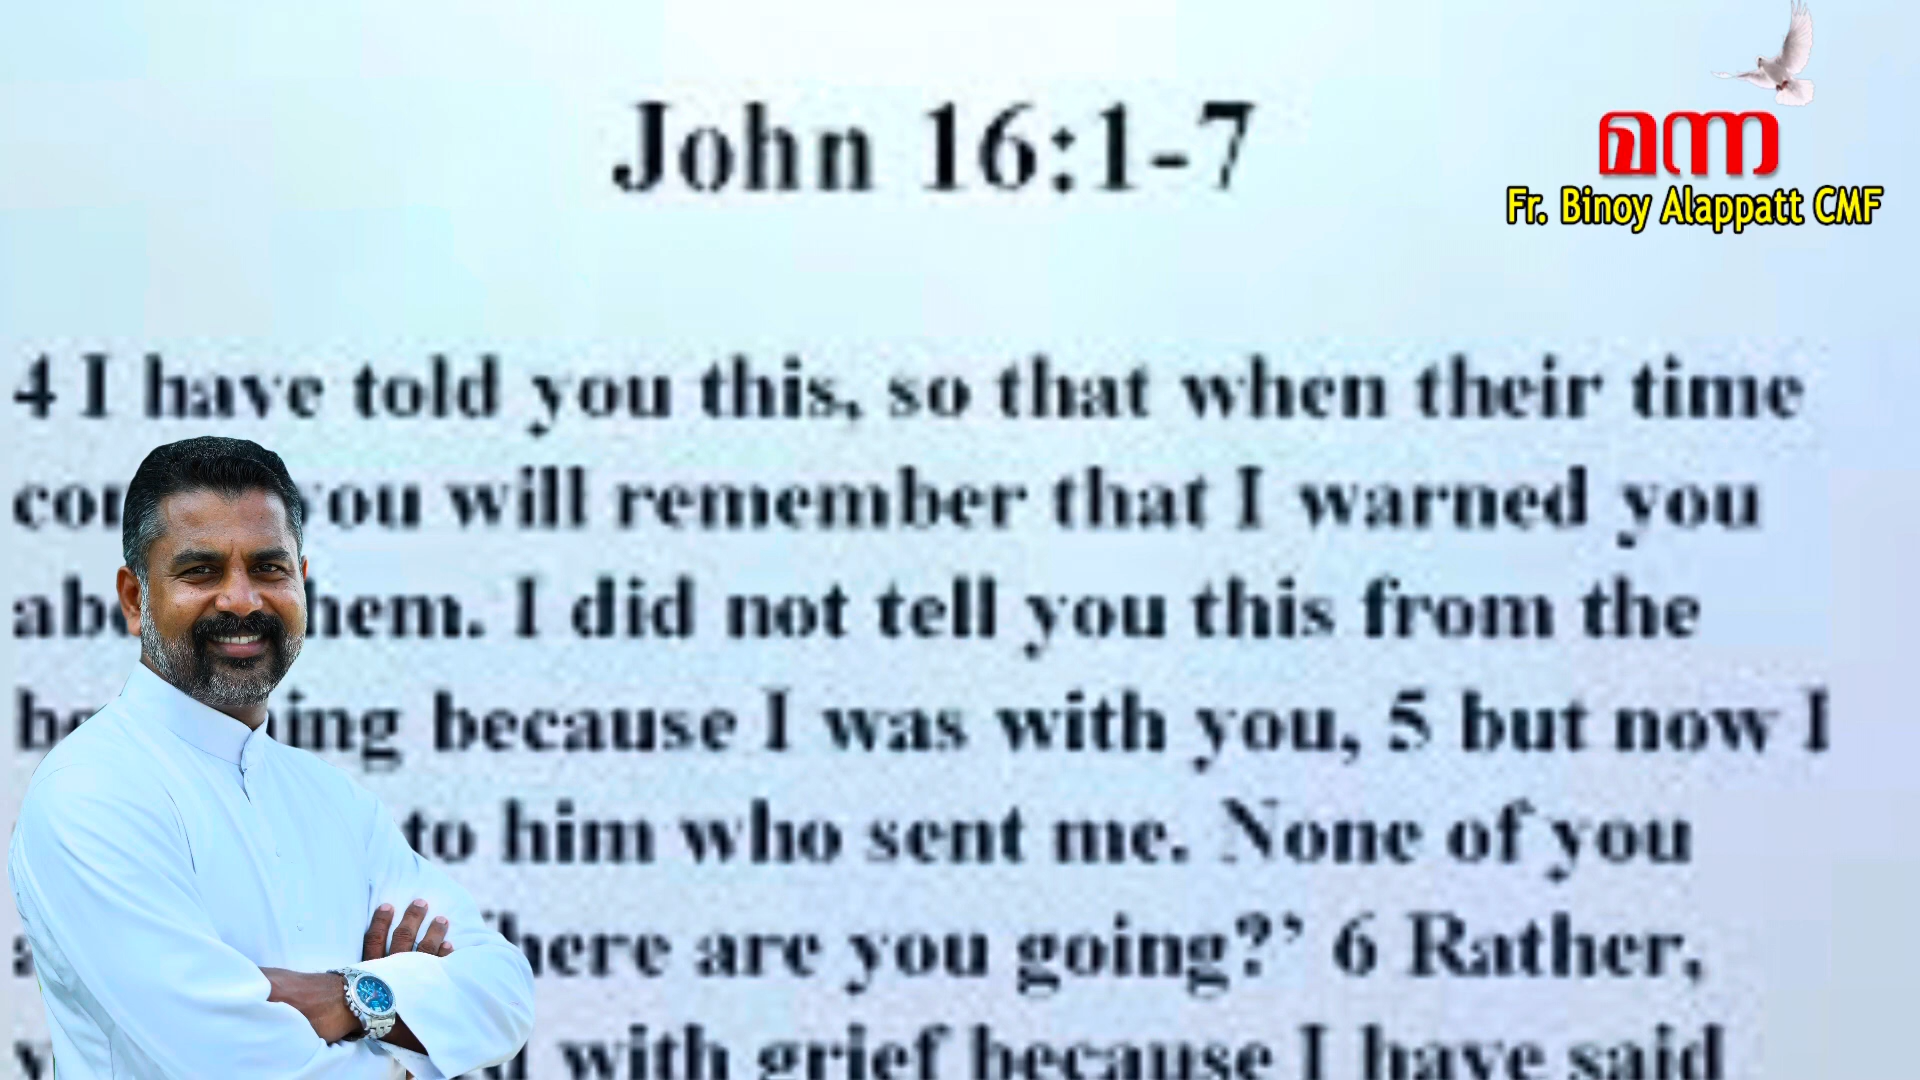 John 16:1-7
മന്ന
Fr. Binoy Alappatt CMF
4 I have told you this, so that when their time
you will remember that I warned you
them. I did not tell you this from the
because I was with you, 5 but now I
to him who sent me. None of you
are you going?’ 6 Rather,
with grief because I have said